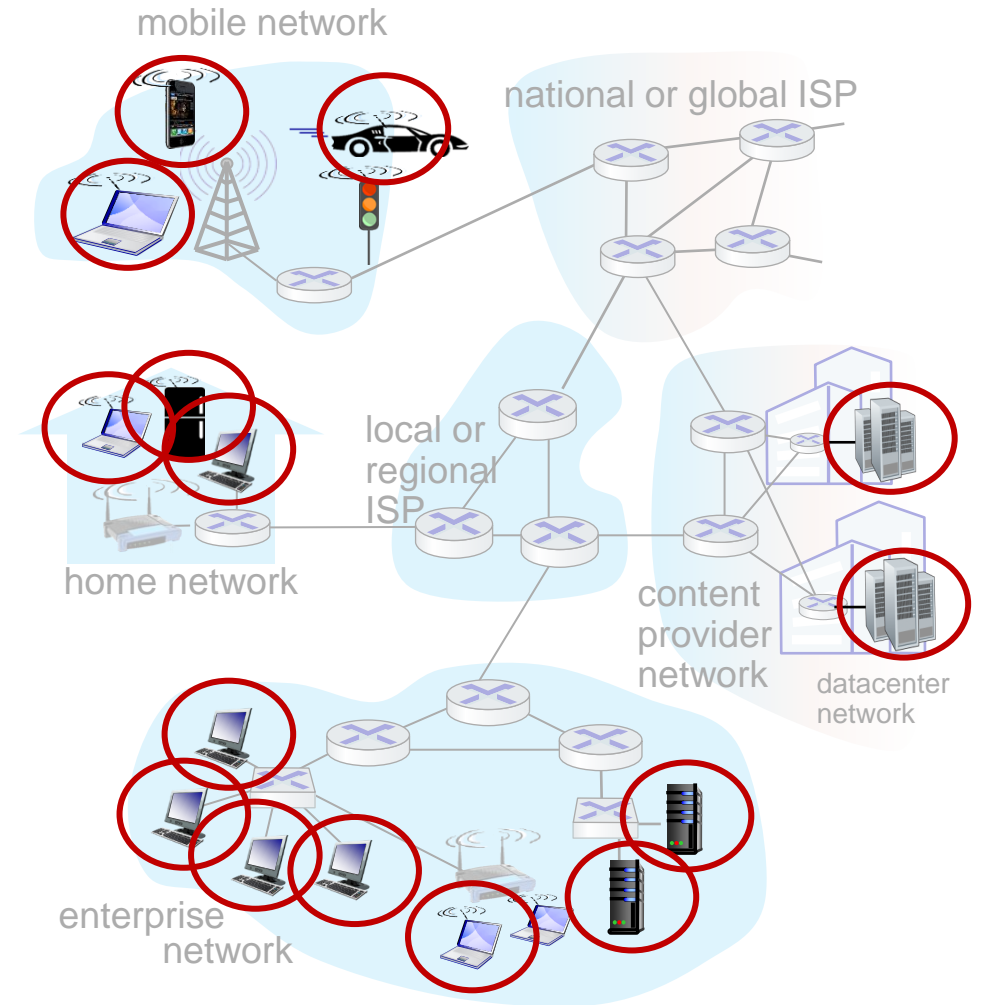 mobile network
national or global ISP
local or
regional
ISP
home network
content
provider
network
datacenter
network
enterprise
network